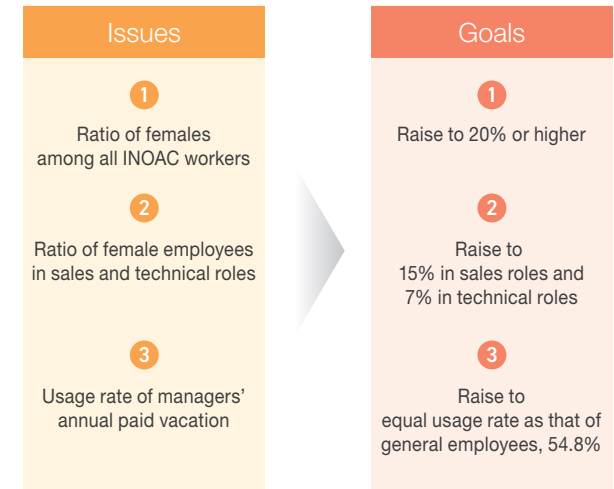 Issues
1
Ratio of females
among all INOAC workers
2
Ratio of female employees
in sales and technical roles
3
Usage rate of managers’
annual paid vacation
Goals
1
Raise to 20% or higher
2
Raise to
15% in sales roles and
7% in technical roles
3
Raise to
equal usage rate as that of
general employees, 54.8%